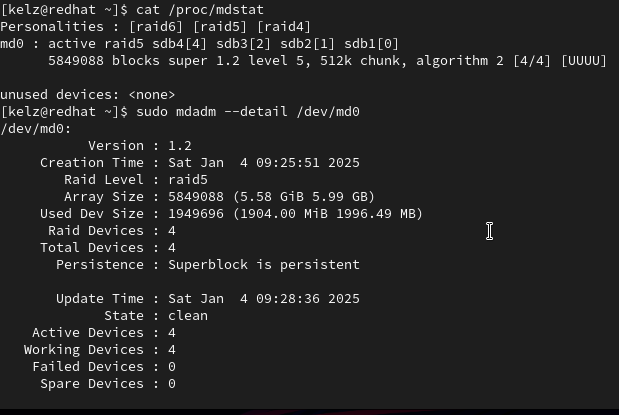 [kelz@redhat ~]$ cat /proc/mdstat
Personalities : [raid6] [raid5] [raid4]
md0 : active raid5 sdb4[4] sdb3[2] sdb2[1] sdb1[0]
      5849088 blocks super 1.2 level 5, 512k chunk, algorithm 2 [4/4] [UUUU]

unused devices: <none>
[kelz@redhat ~]$ sudo mdadm --detail /dev/md0
/dev/md0:
           Version : 1.2
     Creation Time : Sat Jan  4 09:25:51 2025
        Raid Level : raid5
        Array Size : 5849088 (5.58 GiB 5.99 GB)
     Used Dev Size : 1949696 (1904.00 MiB 1996.49 MB)
      Raid Devices : 4
     Total Devices : 4
       Persistence : Superblock is persistent

       Update Time : Sat Jan  4 09:28:36 2025
             State : clean
    Active Devices : 4
   Working Devices : 4
    Failed Devices : 0
     Spare Devices : 0